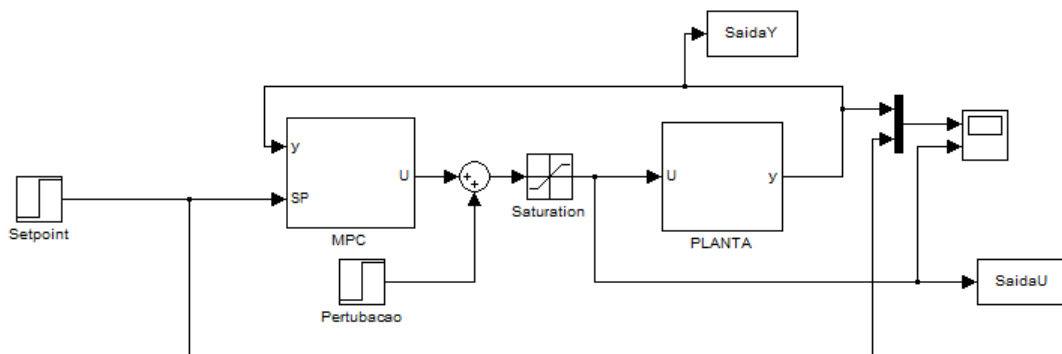 SaidaY
y
U
SP
MPC
Setpoint
+
+
Saturation
U
y
PLANTA
Pertubacao
SaidaU